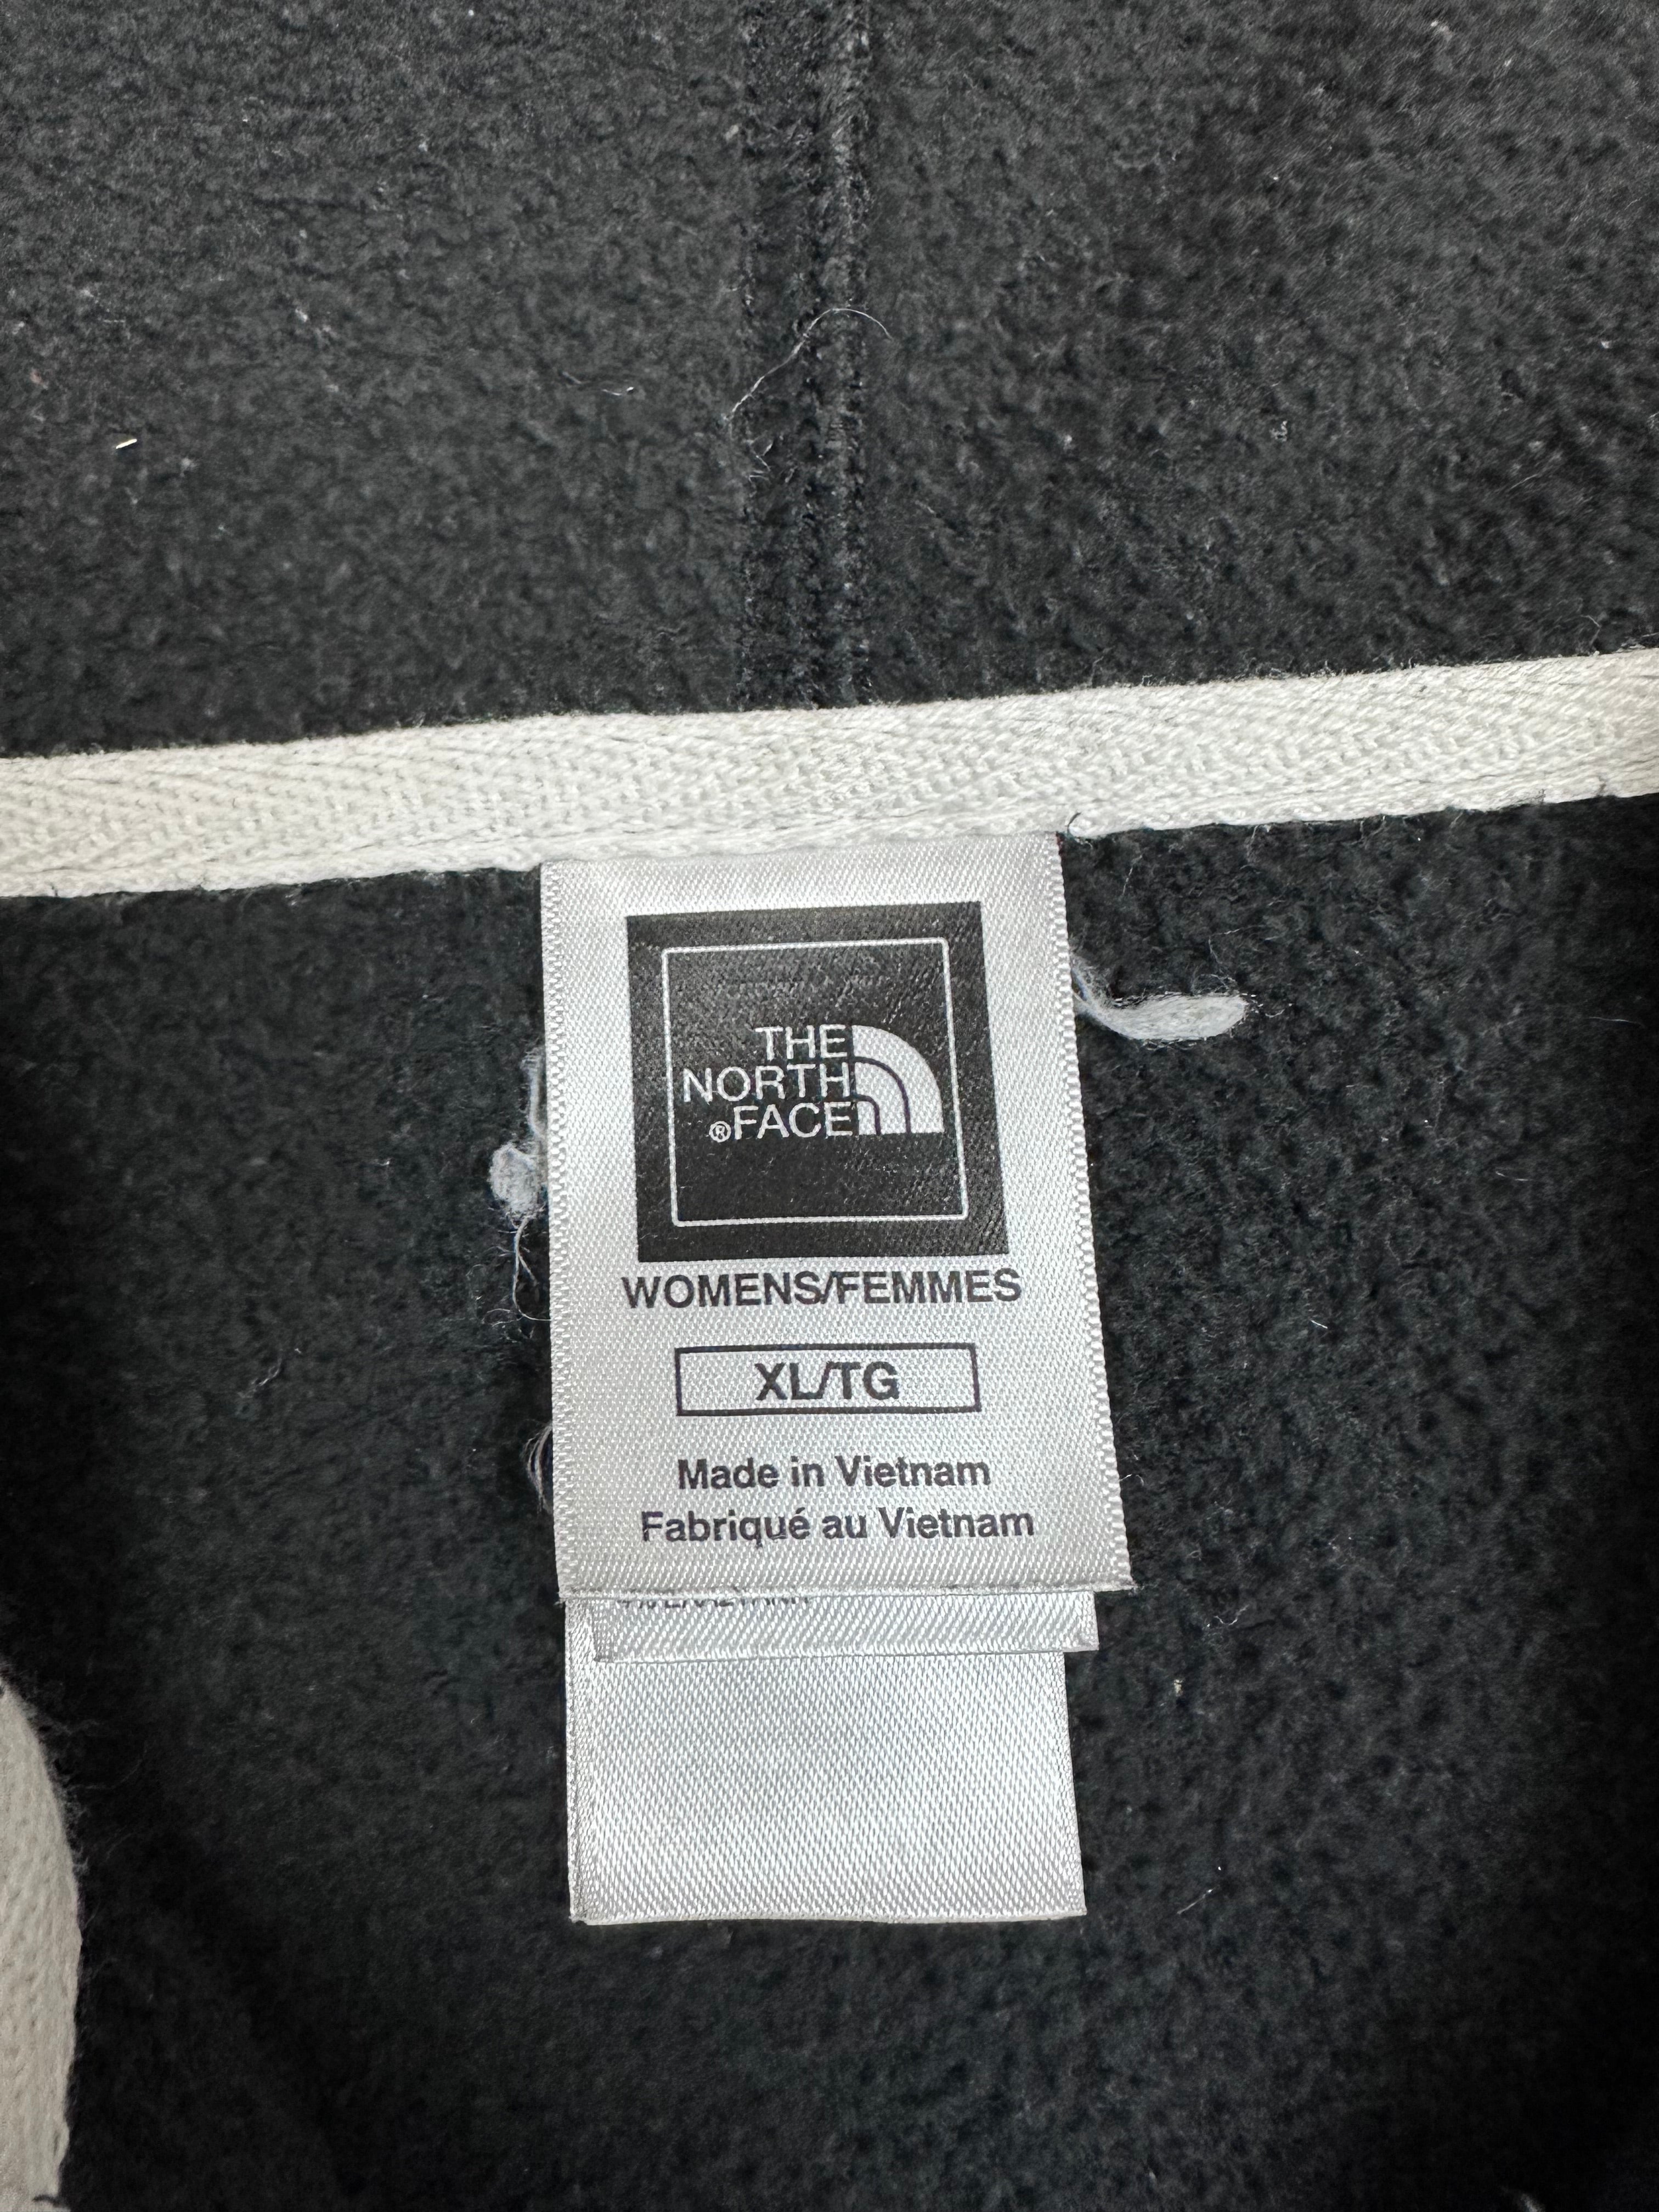 THE
NORTH
®FACE
WOMENS/FEMMES
XL/TG
Made in Vietnam
Fabriqué au Vietnam